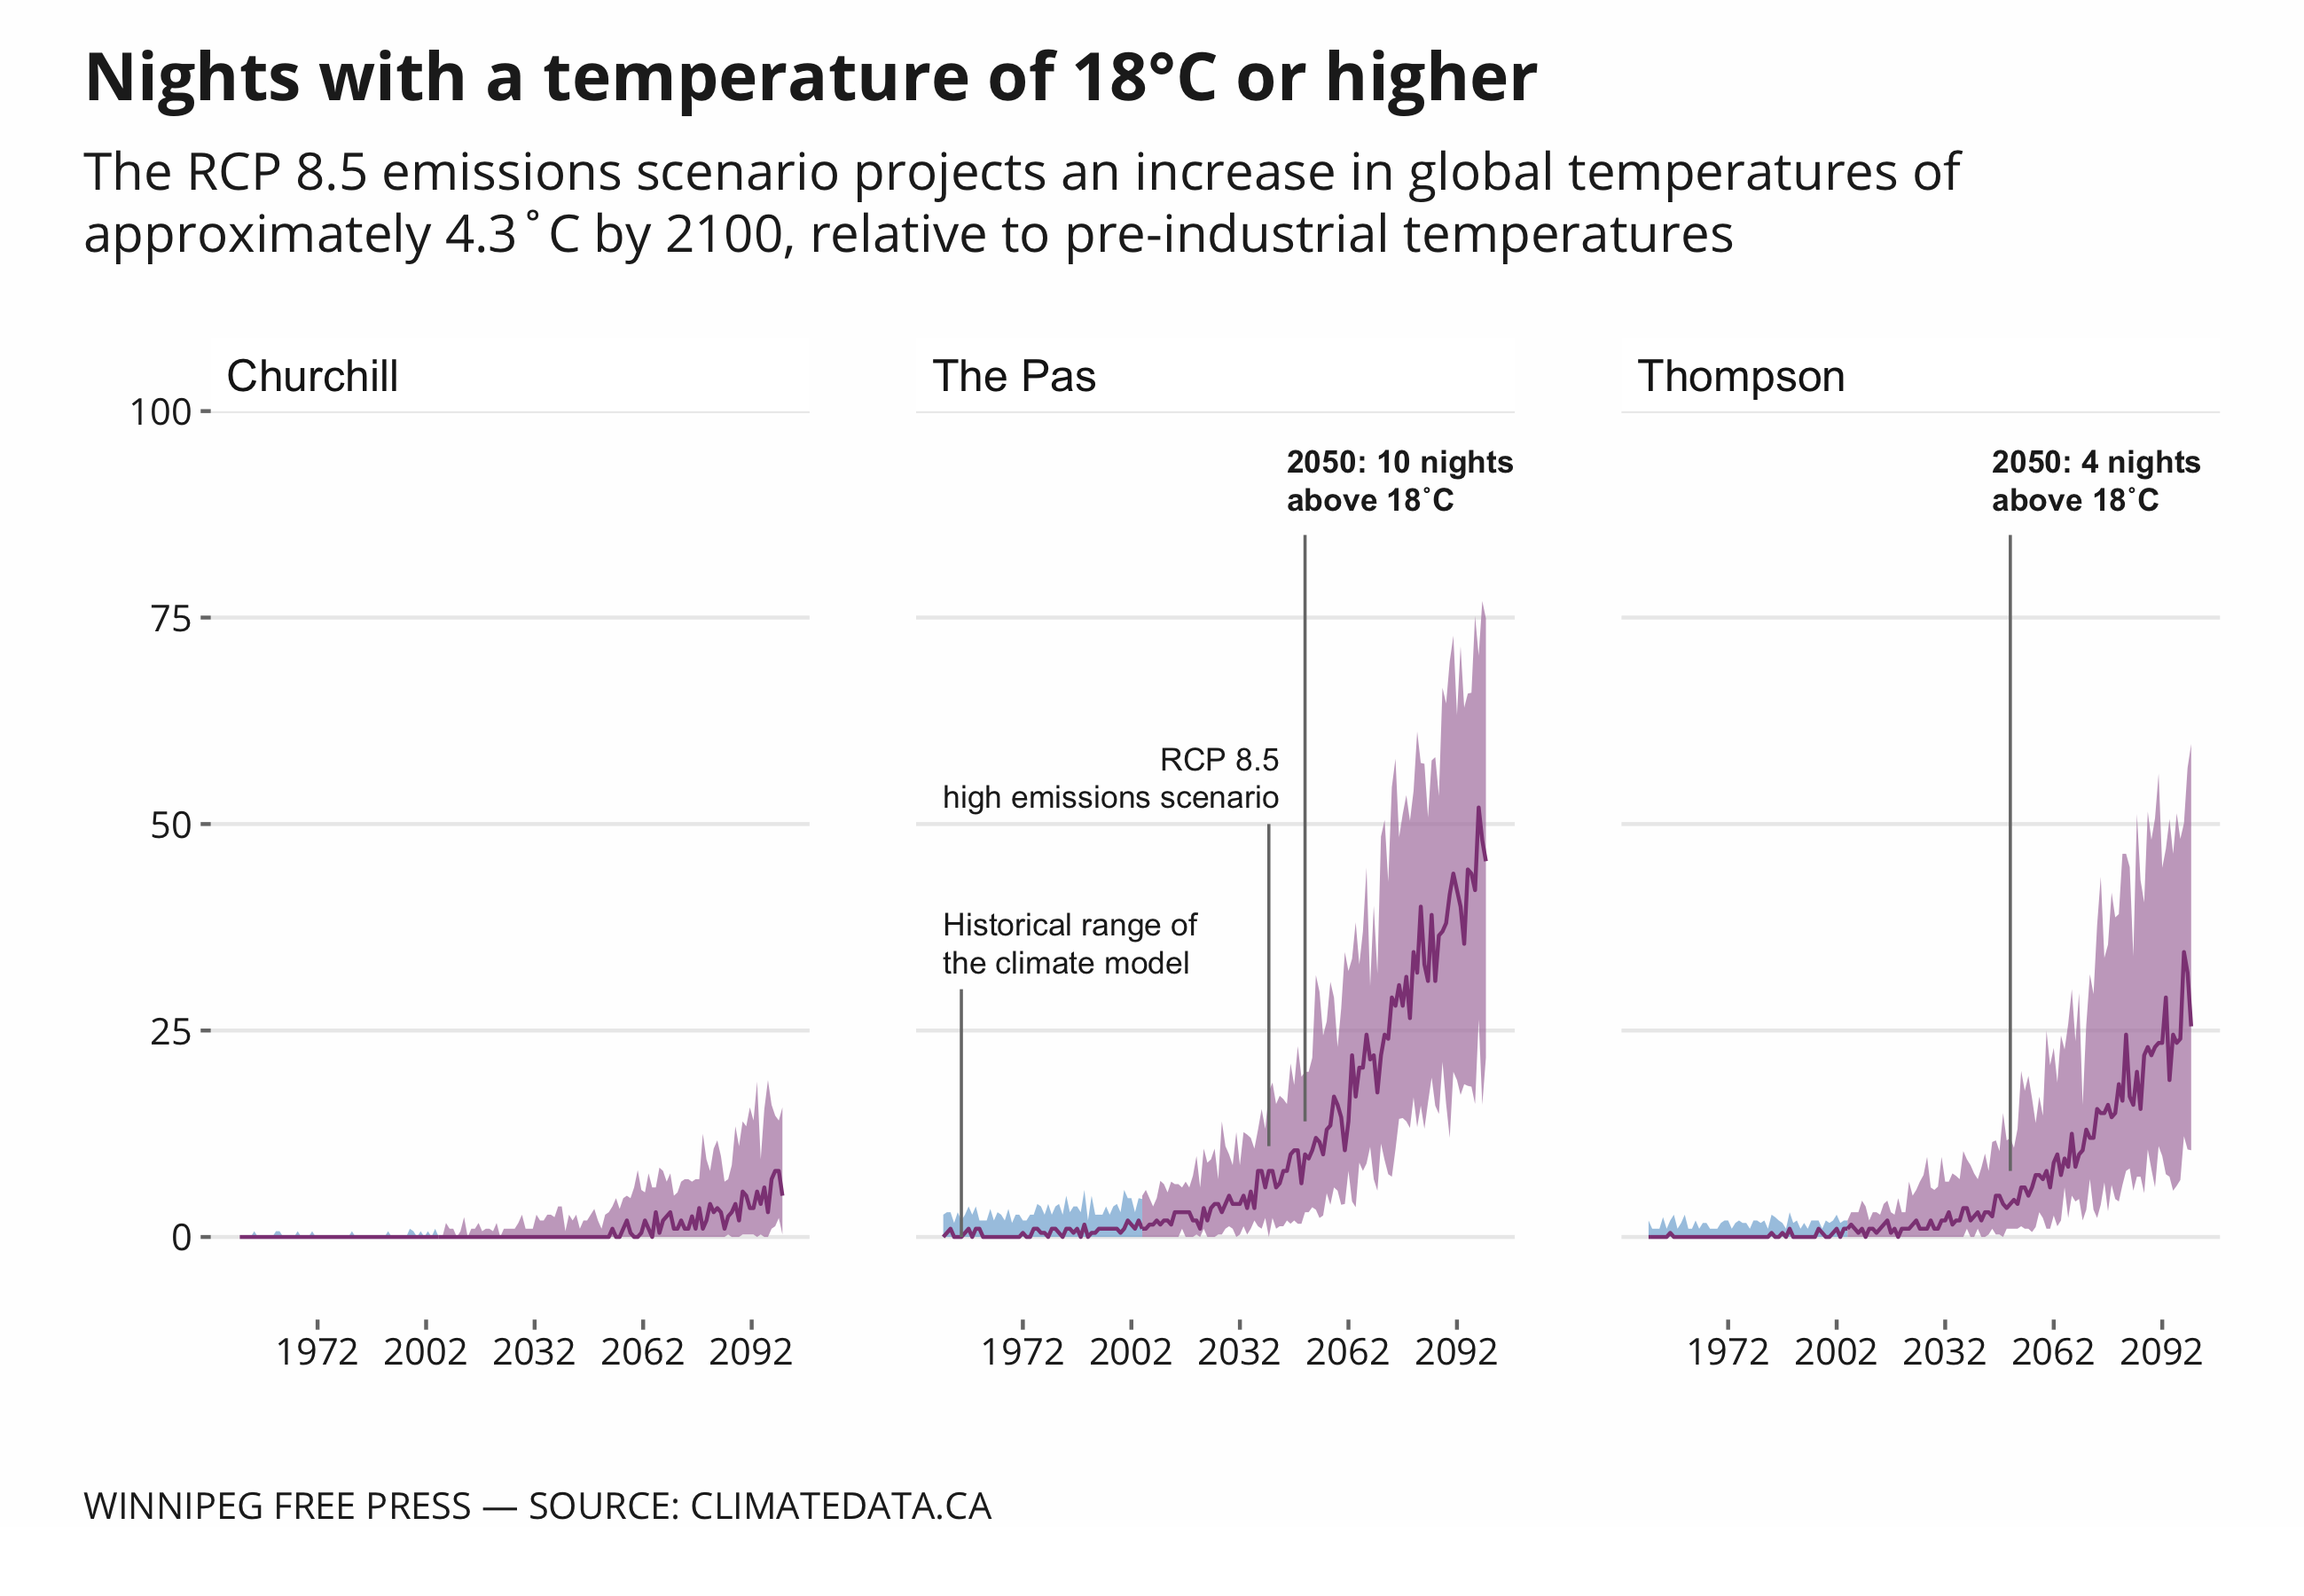 Nights with a temperature of 18°C or higher
The RCP 8.5 emissions scenario projects an increase in global temperatures of
approximately 4.3˚C by 2100, relative to pre-industrial temperatures
Churchill
The Pas
Thompson
100
75
50
25
0
2050: 10 nights
above 18˚C
2050: 4 nights
above 18˚C
RCP 8.5
high emissions scenario
Historical range of
the climate model
1972 2002 2032 2062 2092
1972 2002 2032 2062 2092
1972 2002 2032 2062 2092
WINNIPEG FREE PRESS — SOURCE: CLIMATEDATA.CA